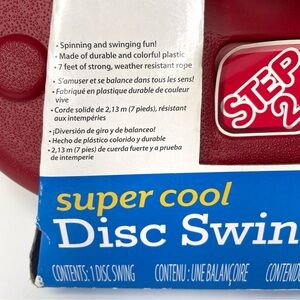 • Spinning and swinging fun!
• Made of durable and colorful plastic
• 7 feet of strong, weather resistant rope
• S'amuser et se balance dans tous les sens!
• Fabriqué en plastique durable de couleur
vive
• Corde solide de 2,13 m (7 pieds), résistant
aux intempéries
• ¡Diversión de giro y de balanceo!
• Hecho de plástico colorido y durable
• 2,13 m (7 pies) de cuerda fuerte y a prueba
de intemperie
STEP
2
super cool
Disc Swin
CONTENTS: 1 DISC SWING CONTENU: UNE BALANÇOIRE CONTENID